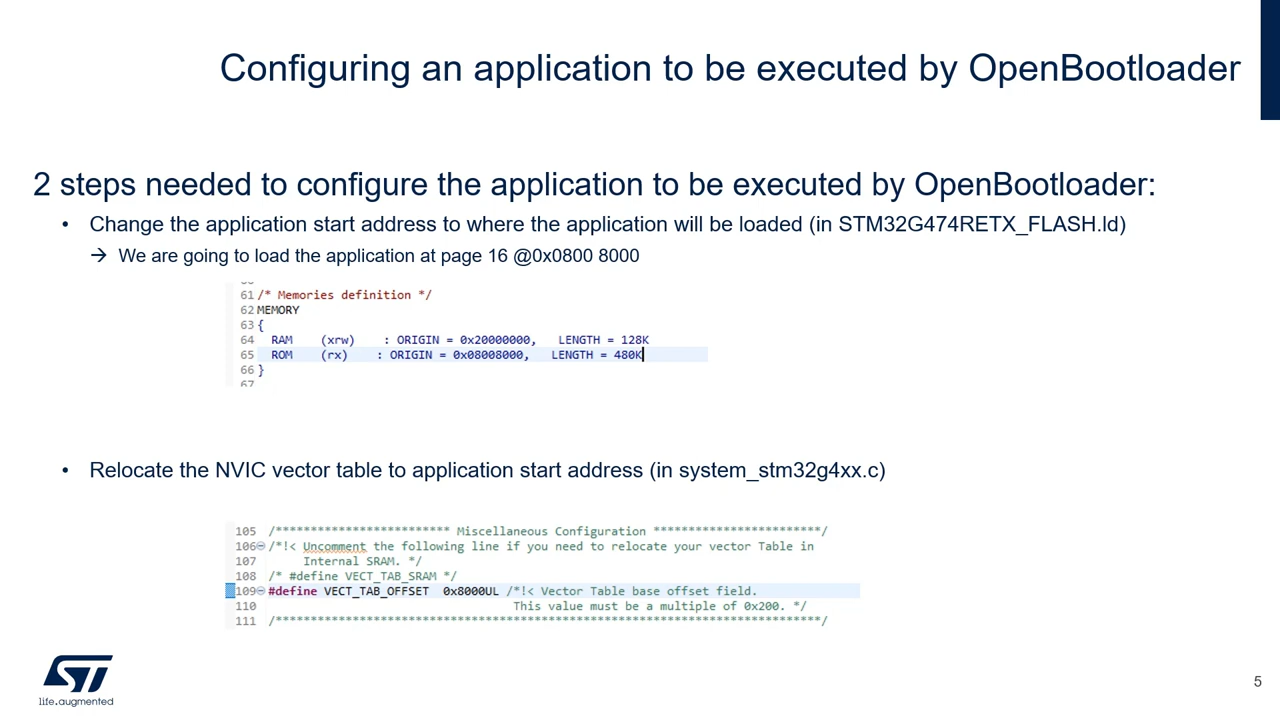 Configuring an application to be executed by OpenBootloader
2 steps needed to configure the application to be executed by OpenBootloader:
• Change the application start address to where the application will be loaded (in STM32G474RETX_FLASH.ld)
→ We are going to load the application at page 16 @0x0800 8000
61 /* Memories definition */
62 MEMORY
63 {
64 RAM (xrw) : ORIGIN = 0x20000000, LENGTH = 128K
65 ROM (rx) : ORIGIN = 0x08008000, LENGTH = 480K
66 }
67
• Relocate the NVIC vector table to application start address (in system_stm32g4xx.c)
105 /************************* Miscellaneous Configuration ************************/
106 /*!< Uncomment the following line if you need to relocate your vector Table in
107 Internal SRAM. */
108 /* #define VECT_TAB_SRAM */
109 #define VECT_TAB_OFFSET 0x8000UL /*!< Vector Table base offset field.
110 This value must be a multiple of 0x200. */
111 /******************************************************************************/
ST
life.augmented
5